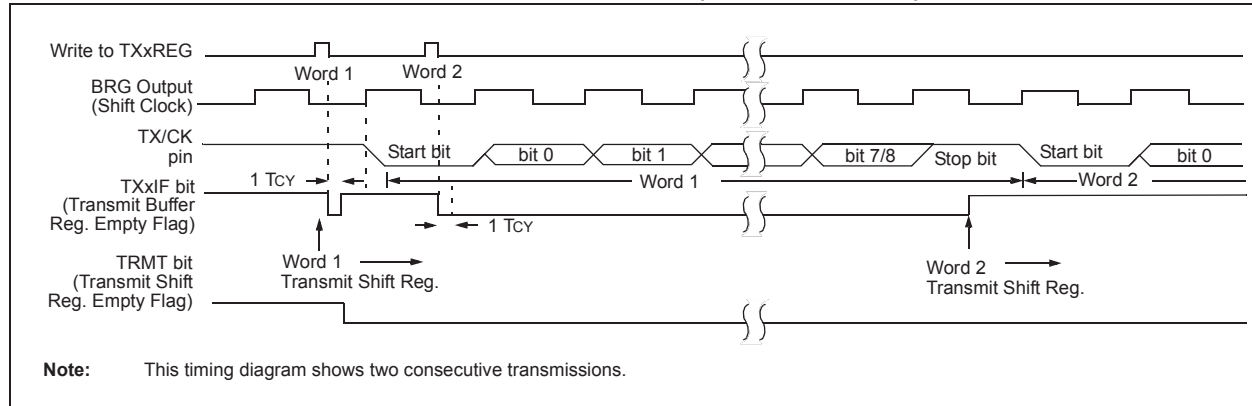 Write to TXxREG
Word 1
Word 2
BRG Output
(Shift Clock)
TX/CK
pin
Start bit
bit 0
bit 1
bit 7/8
Stop bit
Start bit
bit 0
1 TCY
Word 1
Word 2
TXxIF bit
(Transmit Buffer
Reg. Empty Flag)
1 TCY
Word 1
Transmit Shift Reg.
Word 2
Transmit Shift Reg.
TRMT bit
(Transmit Shift
Reg. Empty Flag)
Note: This timing diagram shows two consecutive transmissions.